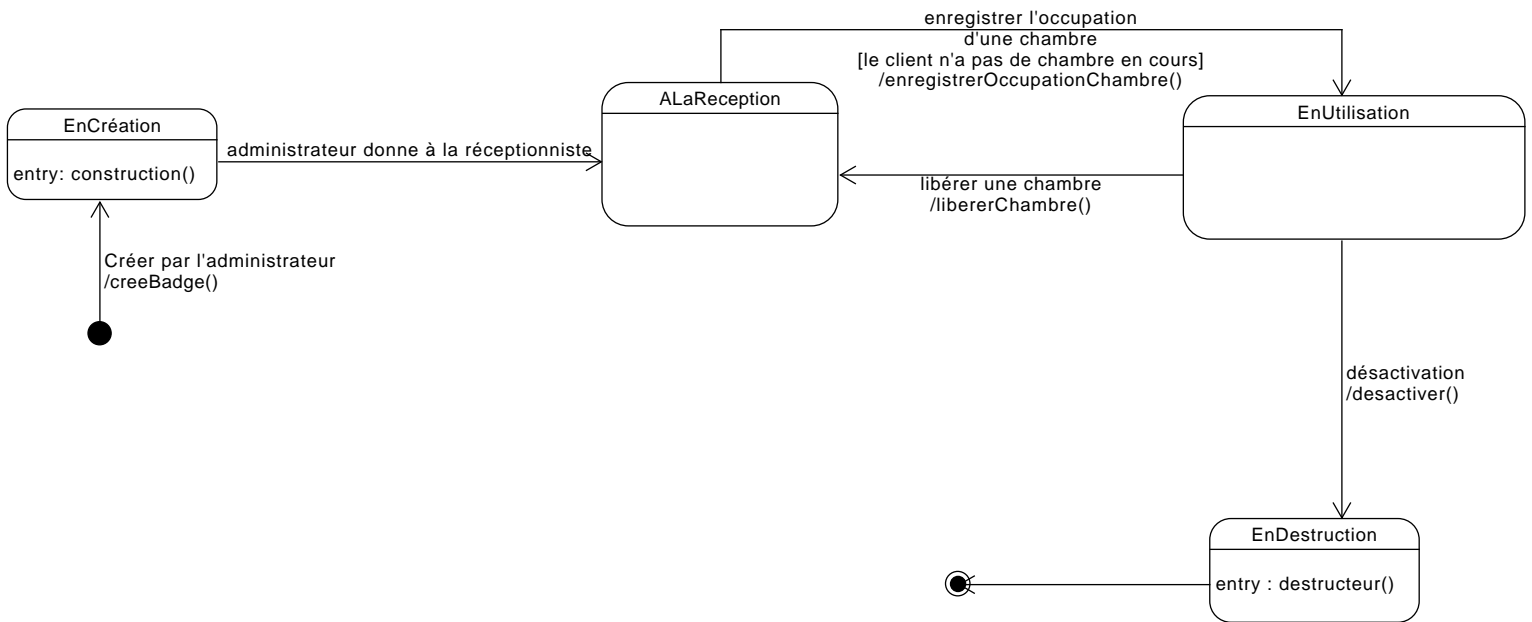 enregistrer l'occupation
d'une chambre
[le client n'a pas de chambre en cours]
/enregistrerOccupationChambre()
ALaReception
EnUtilisation
EnCréation
entry: construction()
administrateur donne à la réceptionniste
libérer une chambre
/libererChambre()
Créer par l'administrateur
/creeBadge()
désactivation
/desactiver()
EnDestruction
entry : destructeur()